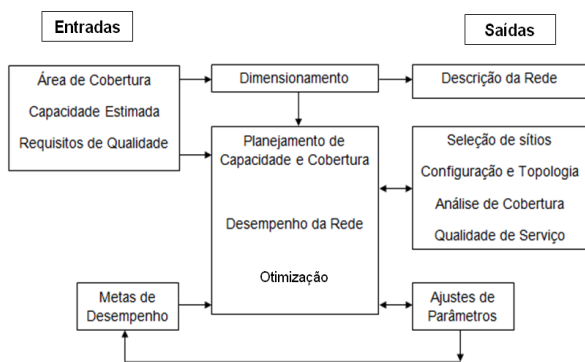 Entradas
Saídas
Área de Cobertura
Capacidade Estimada
Requisitos de Qualidade
Dimensionamento
Descrição da Rede
Planejamento de
Capacidade e Cobertura
Desempenho da Rede
Otimização
Seleção de sítios
Configuração e Topologia
Análise de Cobertura
Qualidade de Serviço
Metas de
Desempenho
Ajustes de
Parâmetros